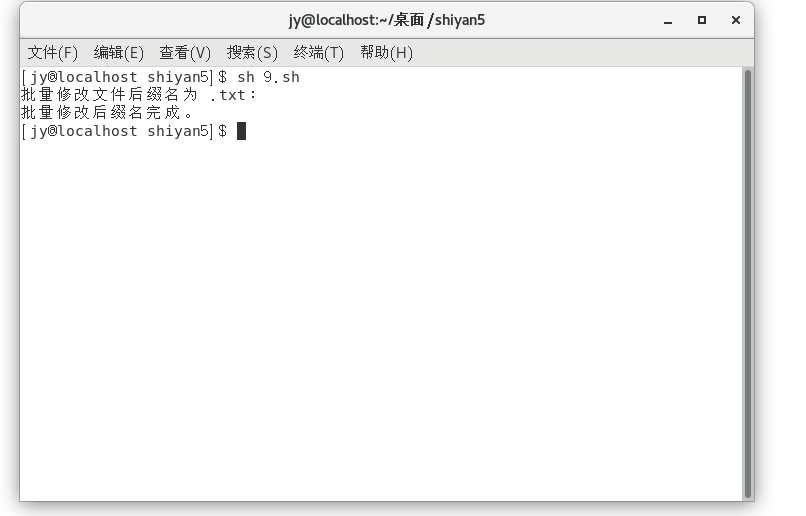 jy@localhost:~/桌面/shiyan5
文件(F) 编辑(E) 查看(V) 搜索(S) 终端(T) 帮助(H)
[jy@localhost shiyan5]$ sh 9.sh
批量修改文件后缀名为 .txt：
批量修改后缀名完成。
[jy@localhost shiyan5]$